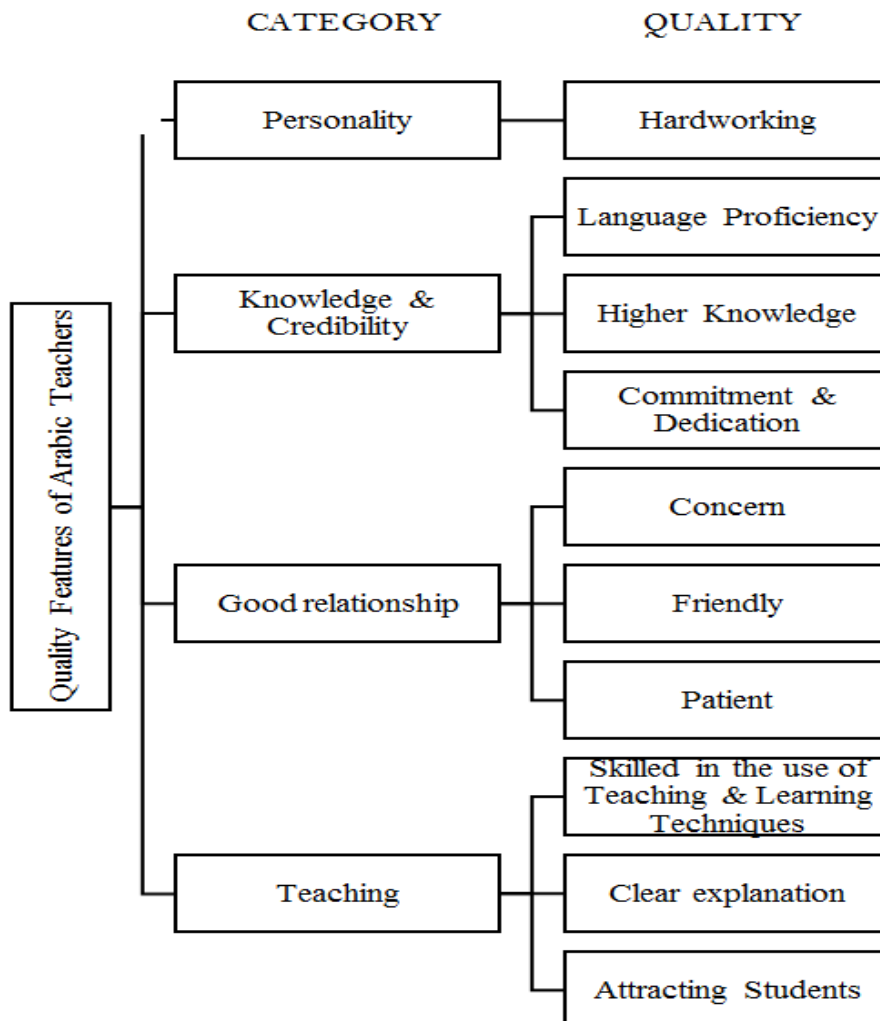 CATEGORY
QUALITY
Quality Features of Arabic Teachers
Personality
Hardworking
Knowledge &
Credibility
Language Proficiency
Higher Knowledge
Commitment &
Dedication
Good relationship
Concern
Friendly
Patient
Teaching
Skilled in the use of
Teaching & Learning
Techniques
Clear explanation
Attracting Students